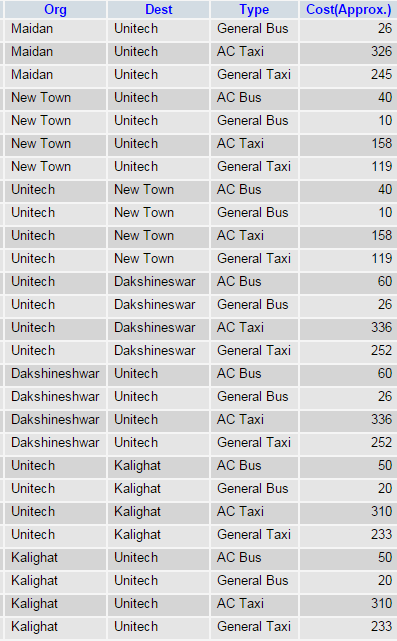 Org Dest Type Cost(Approx.)
Maidan Unitech General Bus 26
Maidan Unitech AC Taxi 326
Maidan Unitech General Taxi 245
New Town Unitech AC Bus 40
New Town Unitech General Bus 10
New Town Unitech AC Taxi 158
New Town Unitech General Taxi 119
Unitech New Town AC Bus 40
Unitech New Town General Bus 10
Unitech New Town AC Taxi 158
Unitech New Town General Taxi 119
Unitech Dakshineswar AC Bus 60
Unitech Dakshineswar General Bus 26
Unitech Dakshineswar AC Taxi 336
Unitech Dakshineswar General Taxi 252
Dakshineshwar Unitech AC Bus 60
Dakshineshwar Unitech General Bus 26
Dakshineshwar Unitech AC Taxi 336
Dakshineshwar Unitech General Taxi 252
Unitech Kalighat AC Bus 50
Unitech Kalighat General Bus 20
Unitech Kalighat AC Taxi 310
Unitech Kalighat General Taxi 233
Kalighat Unitech AC Bus 50
Kalighat Unitech General Bus 20
Kalighat Unitech AC Taxi 310
Kalighat Unitech General Taxi 233